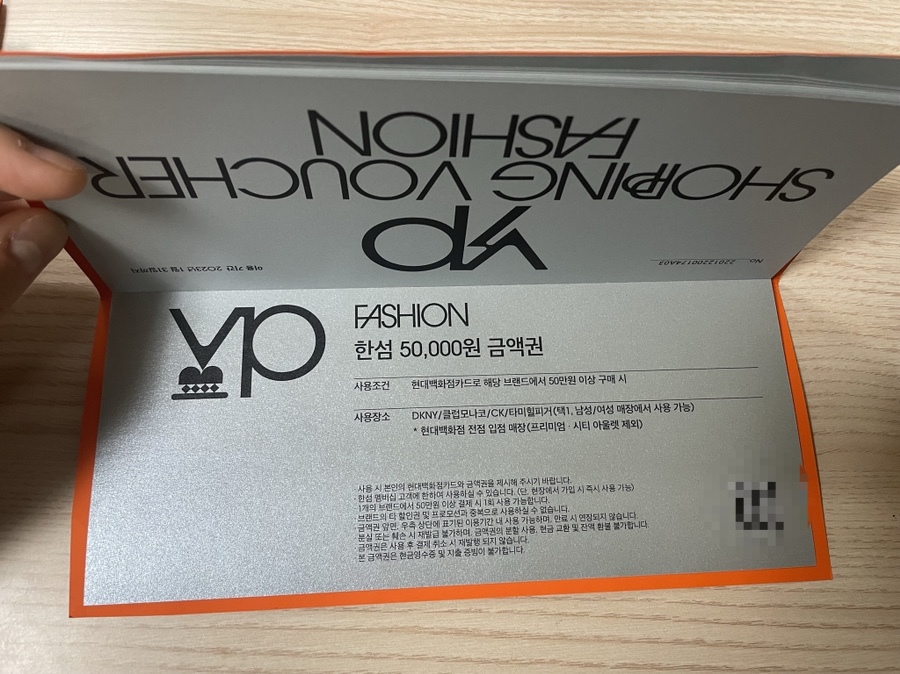 SHOPPING VOUCHER
FASHION
YP
No. 22012200174A03
이용 기간 2023년 1월 31일까지
VIP
FASHION
한섬 50,000원 금액권
사용조건 현대백화점카드로 해당 브랜드에서 50만원 이상 구매 시
사용장소 DKNY/클럽모나코/CK/타미힐피거(택1, 남성/여성 매장에서 사용 가능)
* 현대백화점 전점 입점 매장(프리미엄 · 시티 아울렛 제외)
· 사용 시 본인의 현대백화점카드와 금액권을 제시해 주시기 바랍니다.
· 한섬 멤버십 고객에 한하여 사용하실 수 있습니다. (단, 현장에서 가입 시 즉시 사용 가능)
· 1개의 브랜드에서 50만원 이상 결제 시 1회 사용 가능합니다.
· 브랜드의 타 할인권 및 프로모션과 중복으로 사용하실 수 없습니다.
· 금액권 앞면, 우측 상단에 표기된 이용기간 내 사용 가능하며, 만료 시 연장되지 않습니다.
· 분실 또는 훼손 시 재발급 불가하며, 금액권의 분할 사용, 현금 교환 및 잔액 환불 불가합니다.
· 금액권은 사용 후 결제 취소 시 재발행 되지 않습니다.
· 본 금액권은 현금영수증 및 지출 증빙이 불가합니다.